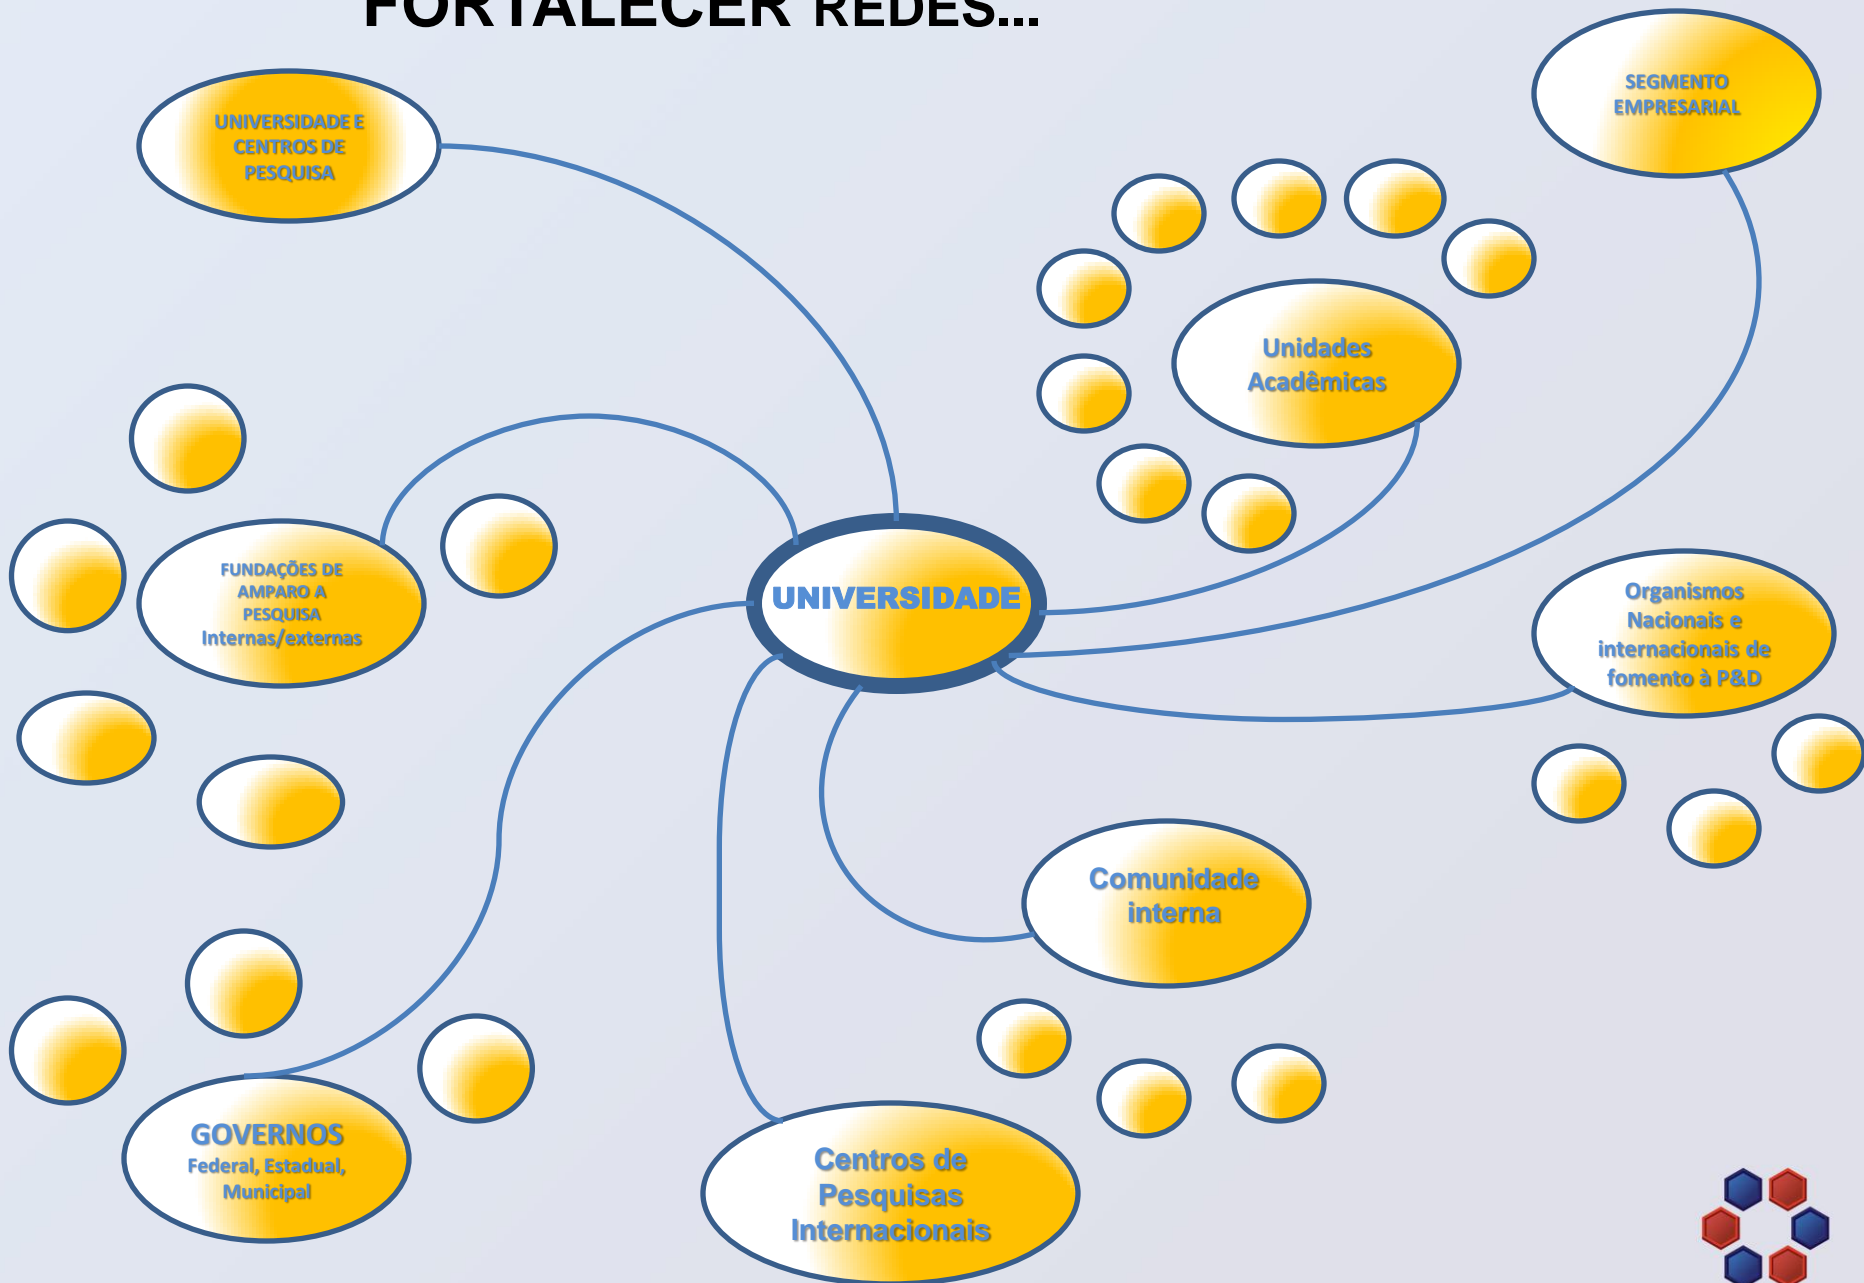 FORTALECER REDES...
SEGMENTO
EMPRESARIAL
UNIVERSIDADE E
CENTROS DE
PESQUISA
Unidades
Acadêmicas
FUNDAÇÕES DE
AMPARO A
PESQUISA
Internas/externas
UNIVERSIDADE
Organismos
Nacionais e
internacionais de
fomento à P&D
Comunidade
interna
GOVERNOS
Federal, Estadual,
Municipal
Centros de
Pesquisas
Internacionais